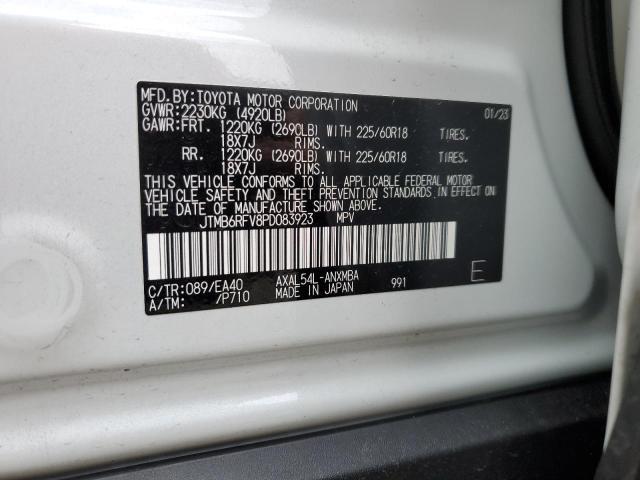 MFD.BY:TOYOTA MOTOR CORPORATION 01/23
GVWR:2230KG (4920LB)
GAWR:FRT. 1220KG (2690LB) WITH 225/60R18 TIRES.
18X7J RIMS.
RR. 1220KG (2690LB) WITH 225/60R18 TIRES.
18X7J RIMS.
THIS VEHICLE CONFORMS TO ALL APPLICABLE FEDERAL MOTOR
VEHICLE SAFETY BUMPER AND THEFT PREVENTION STANDARDS IN EFFECT ON
THE DATE OF MANUFACTURE SHOWN ABOVE.
JTMB6RFV8PD083923 MPV
C/TR:089/EA40 AXAL54L-ANXMBA 991 E
A/TM: /P710 MADE IN JAPAN